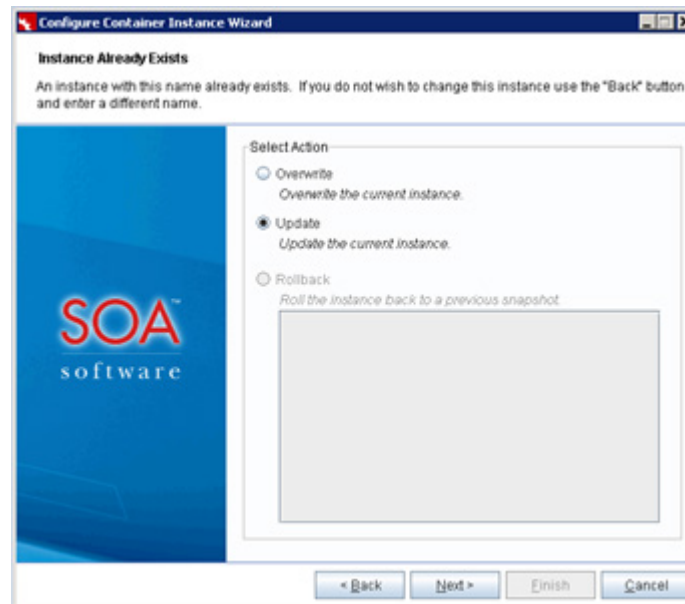 Configure Container Instance Wizard
Instance Already Exists
An instance with this name already exists. If you do not wish to change this instance use the "Back" button
and enter a different name.
Select Action
Overwrite
Overwrite the current instance.
Update
Update the current instance.
Rollback
Roll the instance back to a previous snapshot.
SOA™
software
< Back
Next >
Finish
Cancel